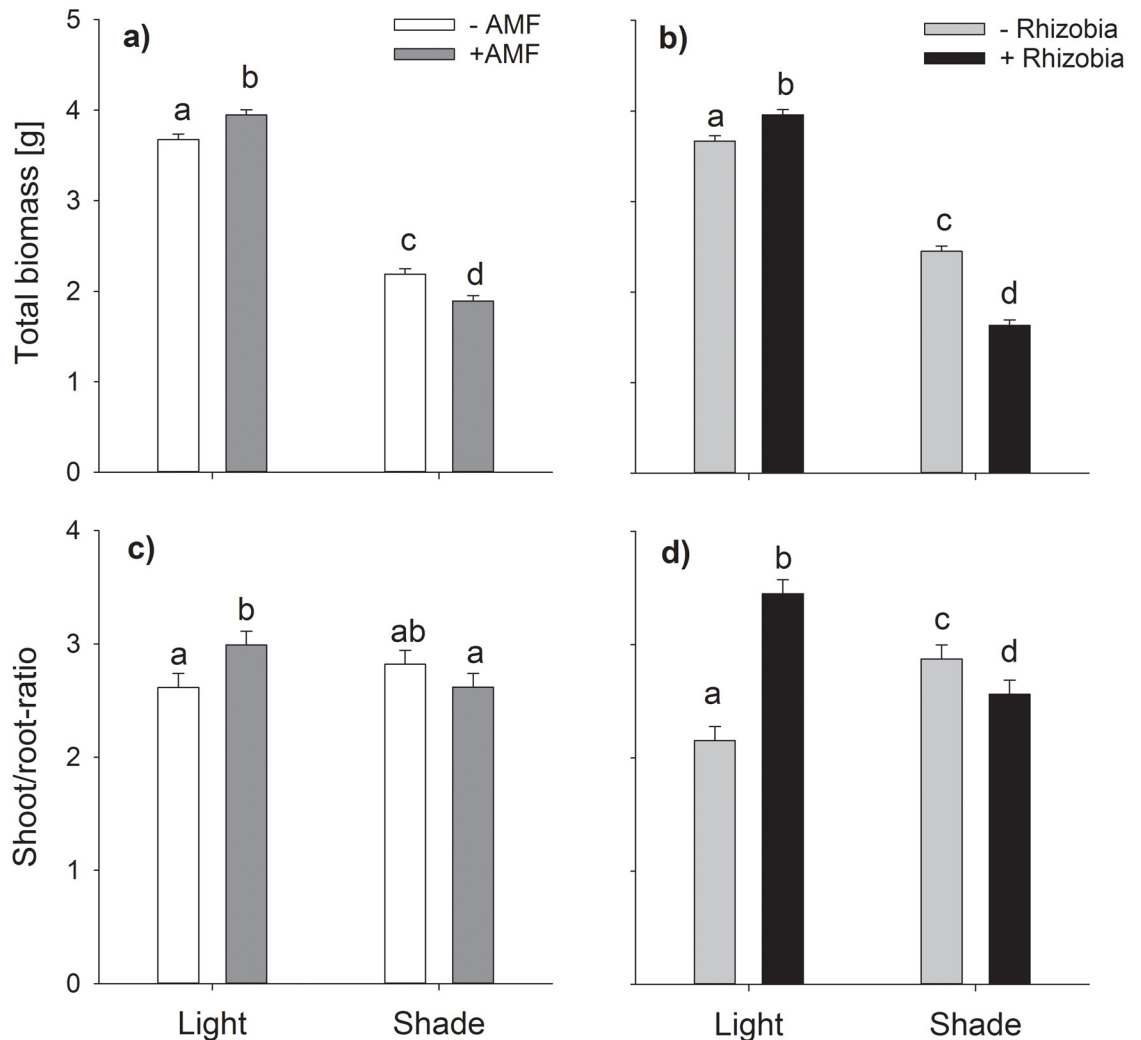 a)
- AMF
+AMF
a
b
c
d
Total biomass [g]
5
4
3
2
1
0
b)
- Rhizobia
+ Rhizobia
a
b
c
d
c)
a
b
ab
a
Shoot/root-ratio
4
3
2
1
0
Light
Shade
d)
a
b
c
d
Light
Shade